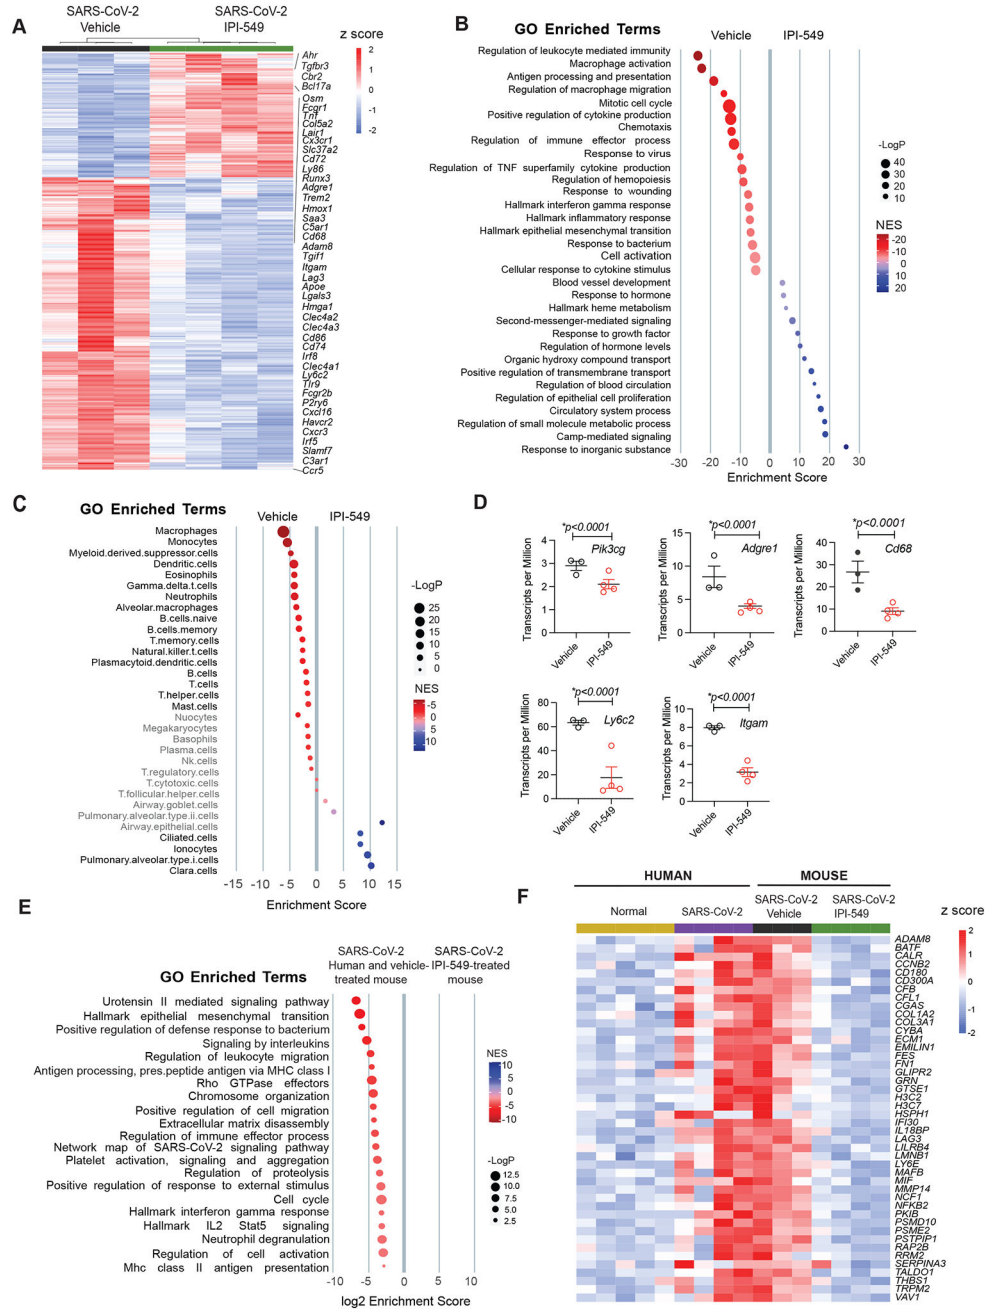 A
SARS-CoV-2
Vehicle
SARS-CoV-2
IPI-549
z score
2
1
0
-1
-2
Ahr
Tgfbr3
Cbr2
Bcl17a
Osm
Fcgr1
Tnf
Col5a2
Lair1
Cx3cr1
Slc37a2
Cd72
Ly86
Runx3
Adgre1
Trem2
Hmox1
Saa3
C5ar1
Cd68
Adam8
Tgif1
Itgam
Lag3
Apoe
Lgals3
Hmga1
Clec4a2
Clec4a3
Cd86
Cd74
Irf8
Clec4a1
Ly6c2
Tlr9
Fcgr2b
P2ry6
Cxcl16
Havcr2
Cxcr3
Irf5
Slamf7
C3ar1
Ccr5
B
GO Enriched Terms
Vehicle
IPI-549
Regulation of leukocyte mediated immunity
Macrophage activation
Antigen processing and presentation
Regulation of macrophage migration
Mitotic cell cycle
Positive regulation of cytokine production
Chemotaxis
Regulation of immune effector process
Response to virus
Regulation of TNF superfamily cytokine production
Regulation of hemopoiesis
Response to wounding
Hallmark interferon gamma response
Hallmark inflammatory response
Hallmark epithelial mesenchymal transition
Response to bacterium
Cell activation
Cellular response to cytokine stimulus
Blood vessel development
Response to hormone
Hallmark heme metabolism
Second-messenger-mediated signaling
Response to growth factor
Regulation of hormone levels
Organic hydroxy compound transport
Positive regulation of transmembrane transport
Regulation of blood circulation
Regulation of epithelial cell proliferation
Circulatory system process
Regulation of small molecule metabolic process
Camp-mediated signaling
Response to inorganic substance
-30 -20 -10 0 10 20 30
Enrichment Score
-LogP
40
30
20
10
NES
-20
-10
0
10
20
C
GO Enriched Terms
Vehicle
IPI-549
Macrophages
Monocytes
Myeloid.derived.suppressor.cells
Dendritic.cells
Eosinophils
Gamma.delta.t.cells
Neutrophils
Alveolar.macrophages
B.cells.naive
B.cells.memory
T.memory.cells
Natural.killer.t.cells
Plasmacytoid.dendritic.cells
B.cells
T.cells
T.helper.cells
Mast.cells
Nuocytes
Megakaryocytes
Basophils
Plasma.cells
Nk.cells
T.regulatory.cells
T.cytotoxic.cells
T.follicular.helper.cells
Airway.goblet.cells
Pulmonary.alveolar.type.ii.cells
Airway.epithelial.cells
Ciliated.cells
Ionocytes
Pulmonary.alveolar.type.i.cells
Clara.cells
-15 -10 -5 0 5 10 15
Enrichment Score
-LogP
25
20
15
10
5
0
NES
-5
0
5
10
D
*p<0.0001
Pik3cg
Transcripts per Million
4
3
2
1
0
Vehicle
IPI-549
*p<0.0001
Adgre1
Transcripts per Million
15
10
5
0
Vehicle
IPI-549
*p<0.0001
Cd68
Transcripts per Million
40
30
20
10
0
Vehicle
IPI-549
*p<0.0001
Ly6c2
Transcripts per Million
80
60
40
20
0
Vehicle
IPI-549
*p<0.0001
Itgam
Transcripts per Million
10
8
6
4
2
0
Vehicle
IPI-549
E
GO Enriched Terms
SARS-CoV-2
Human and vehicle-
treated mouse
SARS-CoV-2
IPI-549-treated
mouse
Urotensin II mediated signaling pathway
Hallmark epithelial mesenchymal transition
Positive regulation of defense response to bacterium
Signaling by interleukins
Regulation of leukocyte migration
Antigen processing, pres.peptide antigen via MHC class I
Rho GTPase effectors
Chromosome organization
Positive regulation of cell migration
Extracellular matrix disassembly
Regulation of immune effector process
Network map of SARS-CoV-2 signaling pathway
Platelet activation, signaling and aggregation
Regulation of proteolysis
Positive regulation of response to external stimulus
Cell cycle
Hallmark interferon gamma response
Hallmark IL2 Stat5 signaling
Neutrophil degranulation
Regulation of cell activation
Mhc class II antigen presentation
-10 -5 0 5 10
log2 Enrichment Score
NES
10
5
0
-5
-10
-LogP
12.5
10.0
7.5
5.0
2.5
F
HUMAN
MOUSE
Normal
SARS-CoV-2
SARS-CoV-2
Vehicle
SARS-CoV-2
IPI-549
z score
2
1
0
-1
-2
ADAM8
BATF
CALR
CCNB2
CD180
CD300A
CFB
CFL1
CGAS
COL1A2
COL3A1
CYBA
ECM1
EMILIN1
FES
FN1
GLIPR2
GRN
GTSE1
H3C2
H3C7
HSPH1
IFI30
IL18BP
LAG3
LILRB4
LMNB1
LY6E
MAFB
MIF
MMP14
NCF1
NFKB2
PKIB
PSMD10
PSME2
PSTPIP1
RAP2B
RRM2
SERPINA3
TALDO1
THBS1
TRPM2
VAV1